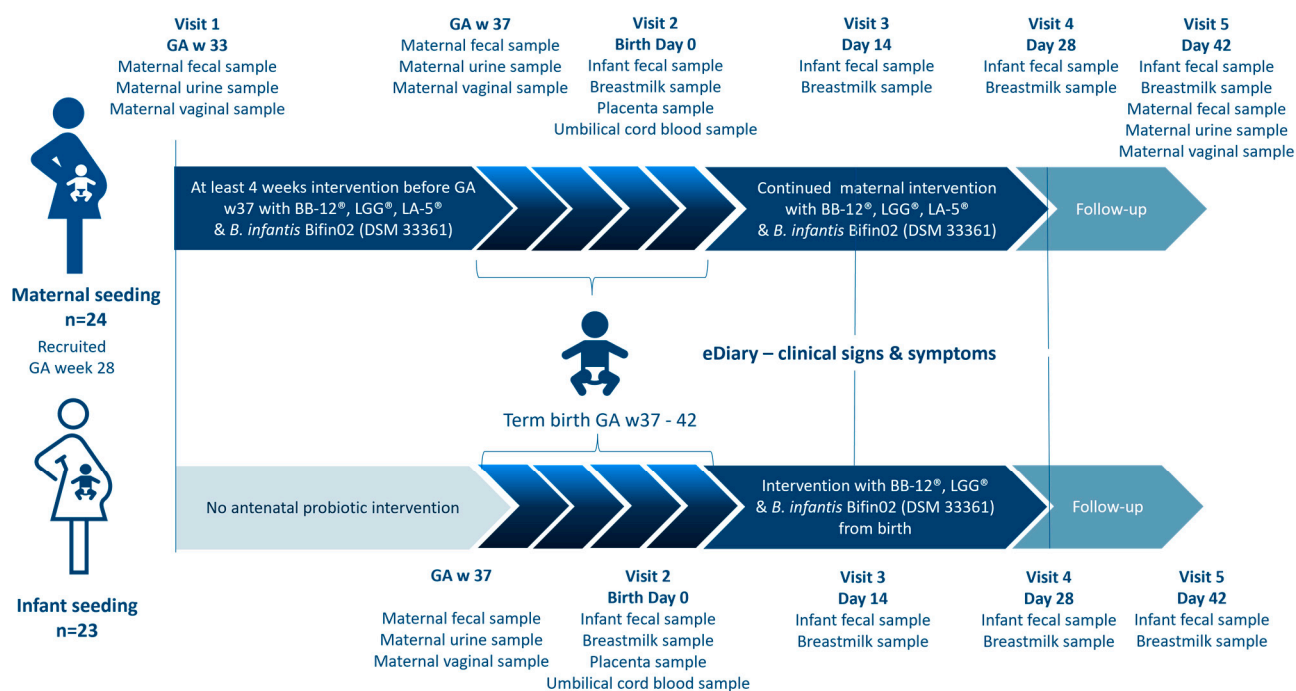 Visit 1
GA w 33
Maternal fecal sample
Maternal urine sample
Maternal vaginal sample
GA w 37
Maternal fecal sample
Maternal urine sample
Maternal vaginal sample
Visit 2
Birth Day 0
Infant fecal sample
Breastmilk sample
Placenta sample
Umbilical cord blood sample
Visit 3
Day 14
Infant fecal sample
Breastmilk sample
Visit 4
Day 28
Infant fecal sample
Breastmilk sample
Visit 5
Day 42
Infant fecal sample
Breastmilk sample
Maternal fecal sample
Maternal urine sample
Maternal vaginal sample
At least 4 weeks intervention before GA
w37 with BB-12®, LGG®, LA-5®
& B. infantis Bifin02 (DSM 33361)
Continued maternal intervention
with BB-12®, LGG®, LA-5®
& B. infantis Bifin02 (DSM 33361)
Follow-up
Maternal seeding
n=24
Recruited
GA week 28
eDiary – clinical signs & symptoms
Term birth GA w37 - 42
No antenatal probiotic intervention
Intervention with BB-12®, LGG®
& B. infantis Bifin02 (DSM 33361)
from birth
Follow-up
Infant seeding
n=23
GA w 37
Maternal fecal sample
Maternal urine sample
Maternal vaginal sample
Visit 2
Birth Day 0
Infant fecal sample
Breastmilk sample
Placenta sample
Umbilical cord blood sample
Visit 3
Day 14
Infant fecal sample
Breastmilk sample
Visit 4
Day 28
Infant fecal sample
Breastmilk sample
Visit 5
Day 42
Infant fecal sample
Breastmilk sample